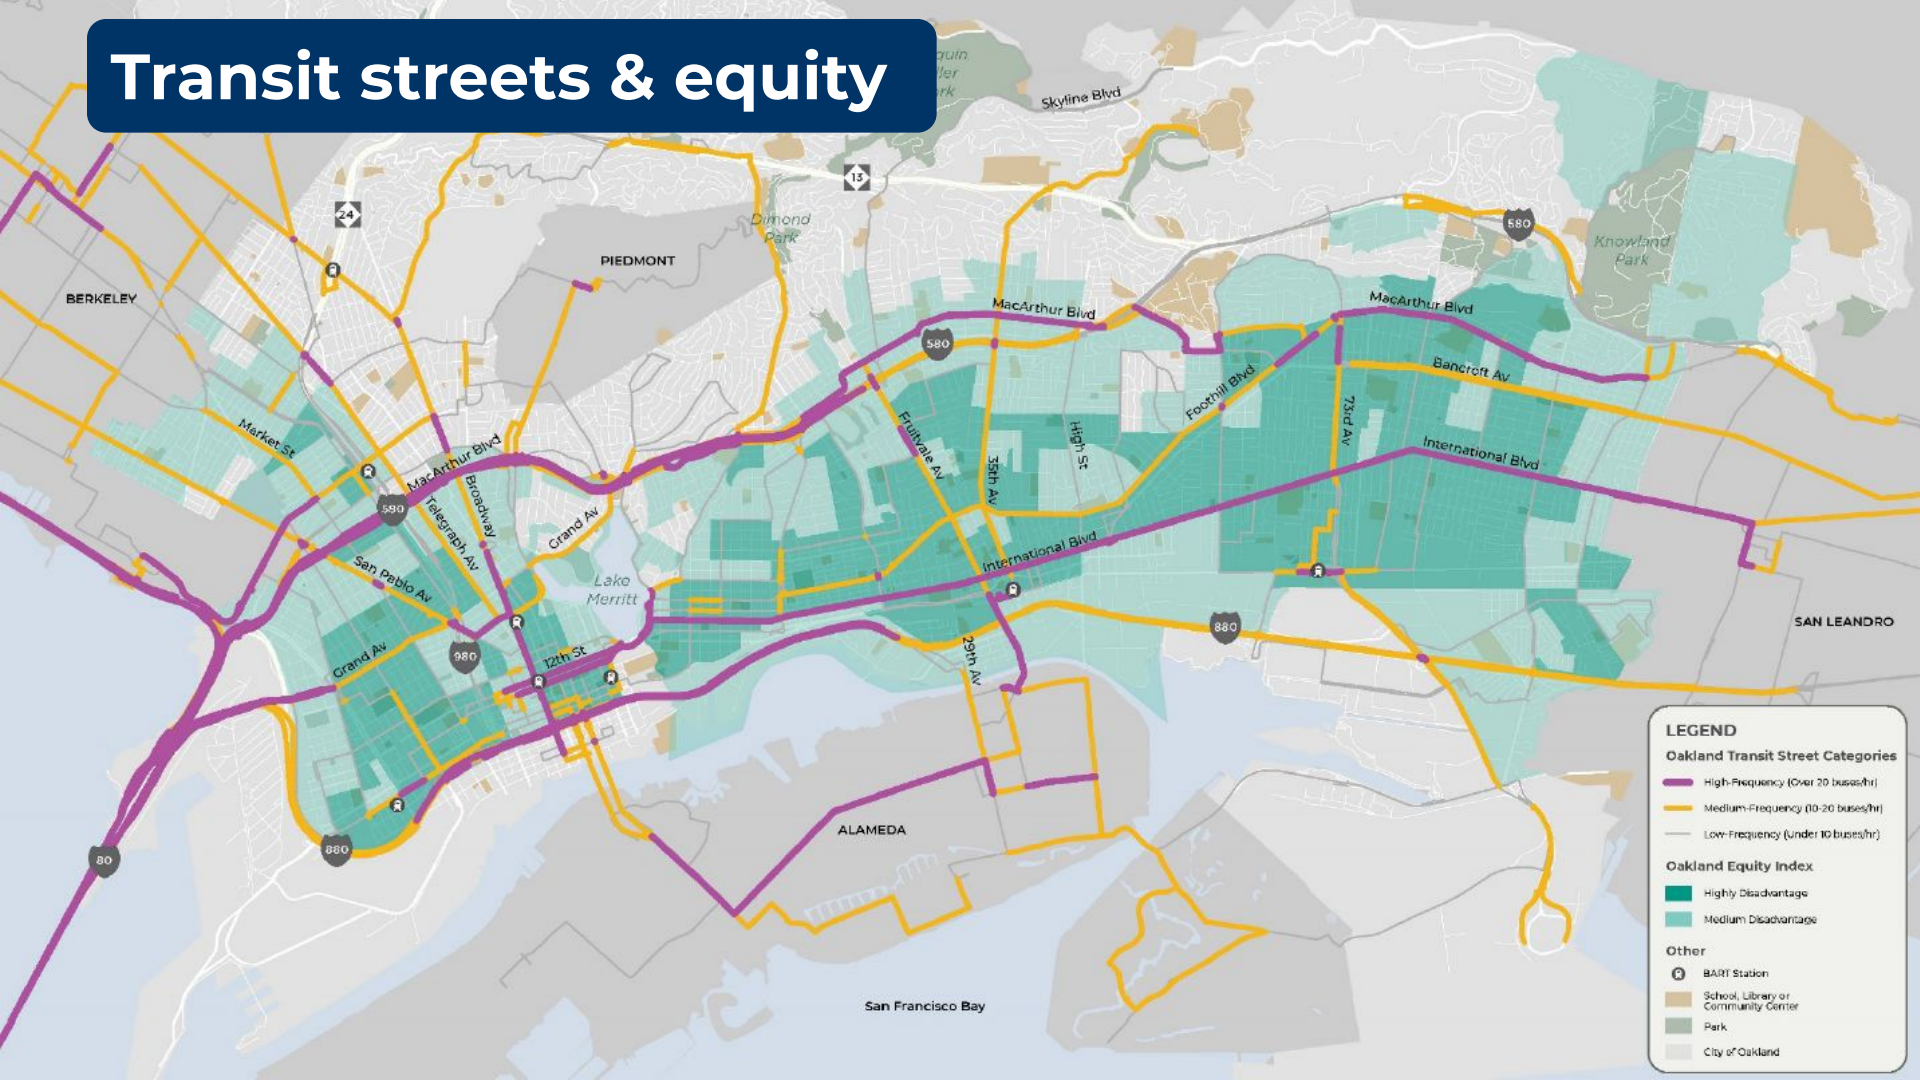 Transit streets & equity
quin
ler
rk
Skyline Blvd
13
24
Dimond
Park
580
Knowland
Park
PIEDMONT
BERKELEY
MacArthur Blvd
MacArthur Blvd
580
Bancroft Av
Foothill Blvd
73rd Av
Market St
Fruitvale Av
High St
35th Av
International Blvd
MacArthur Blvd
580
Broadway
Telegraph Av
Grand Av
International Blvd
San Pablo Av
Lake
Merritt
880
SAN LEANDRO
Grand Av
980
12th St
29th Av
ALAMEDA
880
80
San Francisco Bay
LEGEND
Oakland Transit Street Categories
High-Frequency (Over 20 buses/hr)
Medium-Frequency (10-20 buses/hr)
Low-Frequency (Under 10 buses/hr)
Oakland Equity Index
Highly Disadvantage
Medium Disadvantage
Other
BART Station
School, Library or
Community Center
Park
City of Oakland